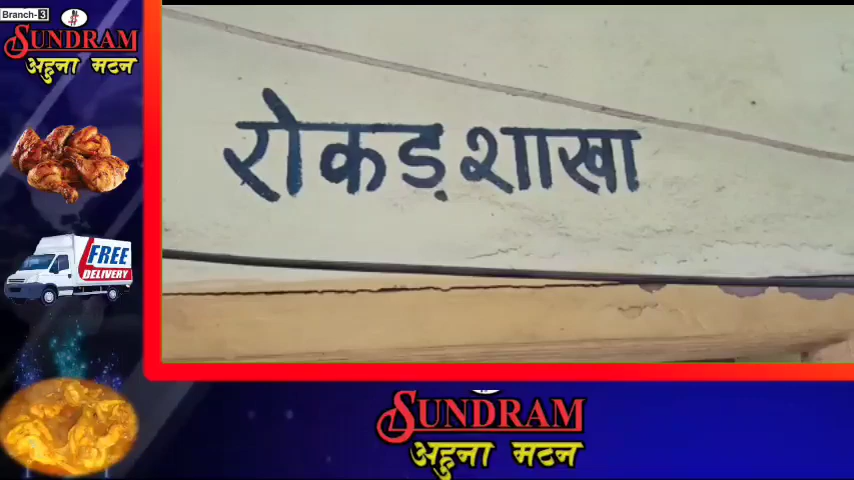 Branch-3
SUNDRAM
अहुना मटन
FREE
DELIVERY
रोकड़ शाखा
SUNDRAM
अहुना मटन